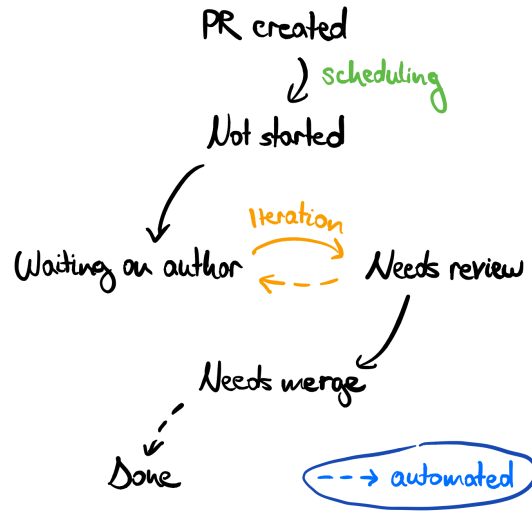 PR created
scheduling
Not started
Iteration
Waiting on author
Needs review
Needs merge
Done
automated